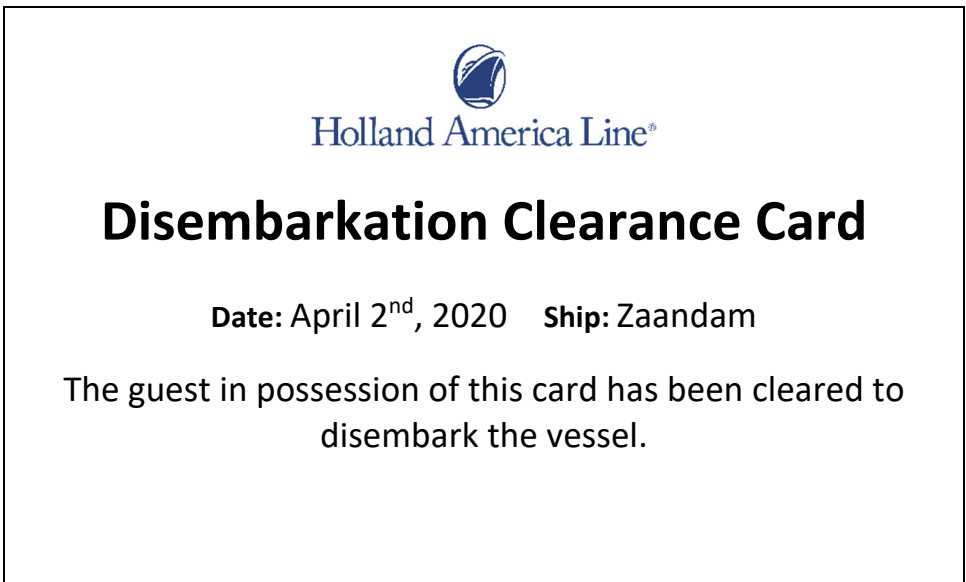 Holland America Line®
Disembarkation Clearance Card
Date: April 2nd, 2020 Ship: Zaandam
The guest in possession of this card has been cleared to
disembark the vessel.